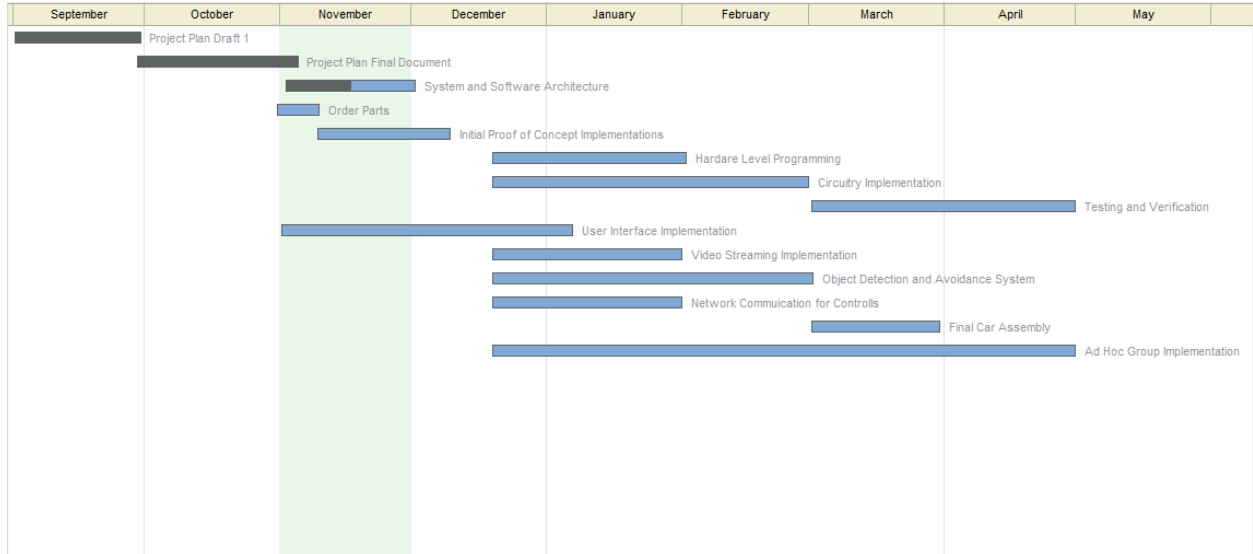 September October November December January February March April May
Project Plan Draft 1
Project Plan Final Document
System and Software Architecture
Order Parts
Initial Proof of Concept Implementations
Hardare Level Programming
Circuitry Implementation
Testing and Verification
User Interface Implementation
Video Streaming Implementation
Object Detection and Avoidance System
Network Commuication for Controlls
Final Car Assembly
Ad Hoc Group Implementation